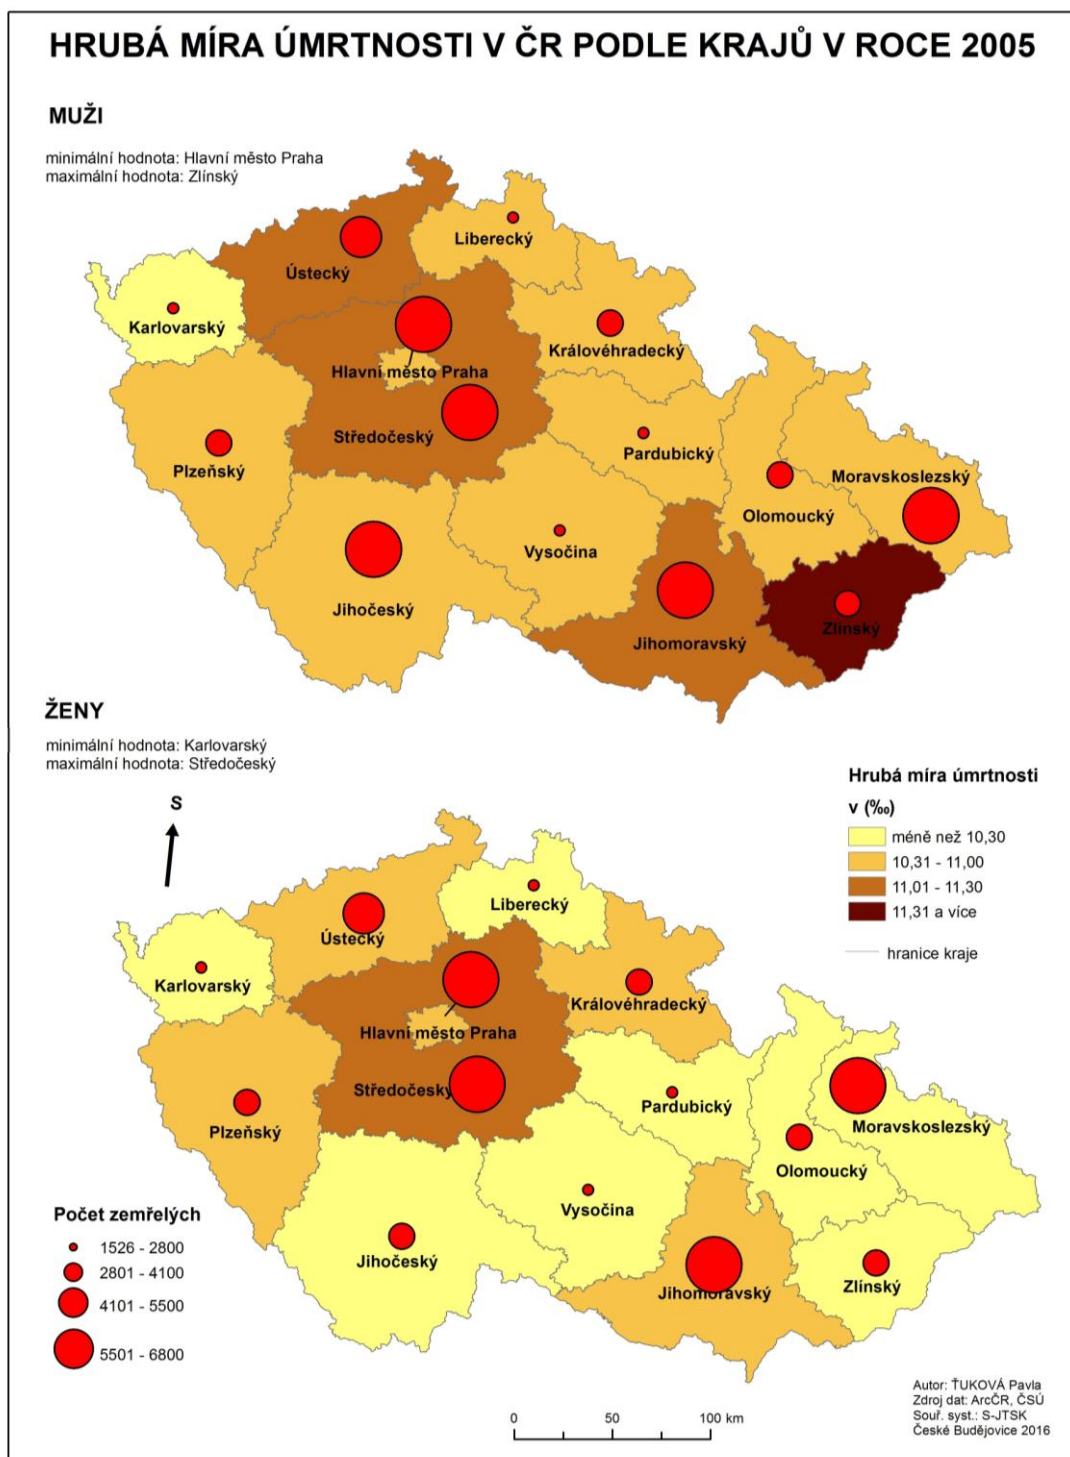 HRUBÁ MÍRA ÚMRTNOSTI V ČR PODLE KRAJŮ V ROCE 2005
MUŽI
minimální hodnota: Hlavní město Praha
maximální hodnota: Zlínský
Liberecký
Ústecký
Karlovarský
Královéhradecký
Hlavní město Praha
Středočeský
Pardubický
Plzeňský
Moravskoslezský
Olomoucký
Vysočina
Jihočeský
Zlínský
Jihomoravský
ŽENY
minimální hodnota: Karlovarský
maximální hodnota: Středočeský
S
Hrubá míra úmrtnosti
v (‰)
méně než 10,30
10,31 - 11,00
11,01 - 11,30
11,31 a více
hranice kraje
Liberecký
Ústecký
Karlovarský
Královéhradecký
Hlavní město Praha
Středočeský
Pardubický
Moravskoslezský
Plzeňský
Olomoucký
Vysočina
Jihočeský
Zlínský
Jihomoravský
Počet zemřelých
1526 - 2800
2801 - 4100
4101 - 5500
5501 - 6800
0 50 100 km
Autor: ŤUKOVÁ Pavla
Zdroj dat: ArcČR, ČSÚ
Souř. syst.: S-JTSK
České Budějovice 2016